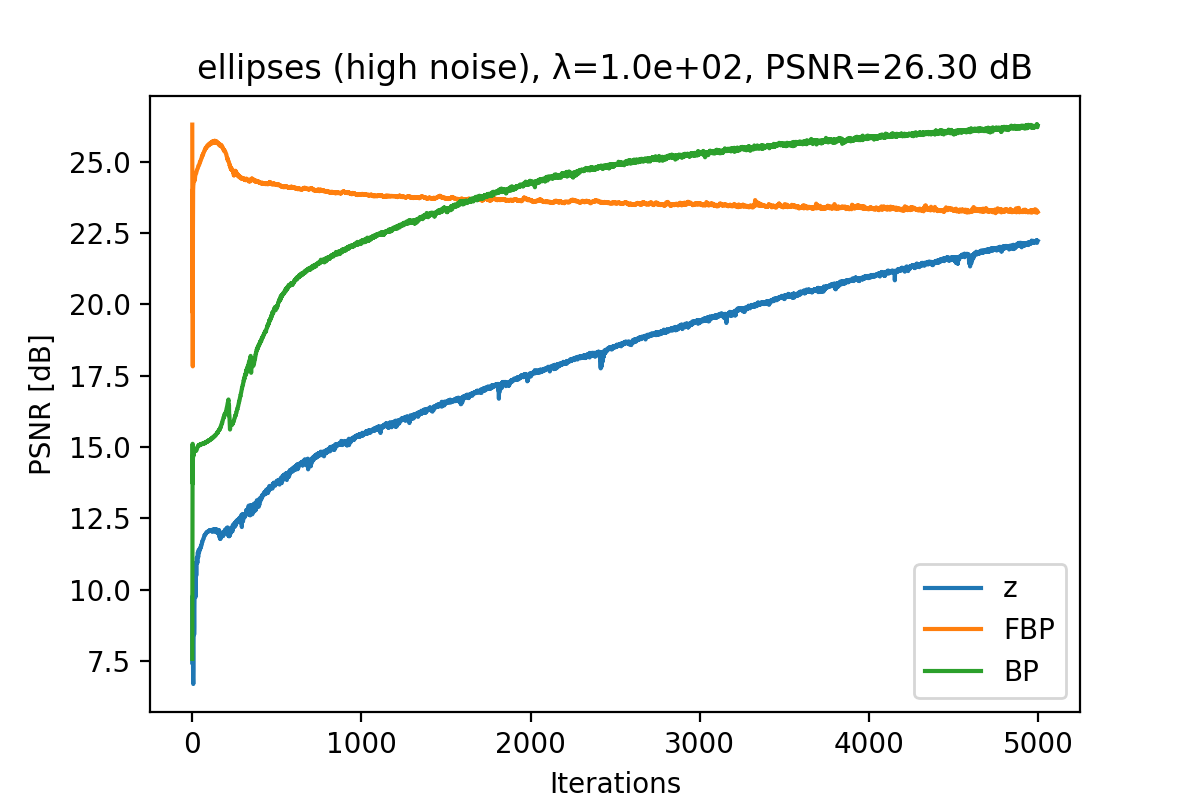 ellipses (high noise), λ=1.0e+02, PSNR=26.30 dB
PSNR [dB]
25.0
22.5
20.0
17.5
15.0
12.5
10.0
7.5
z
FBP
BP
0 1000 2000 3000 4000 5000
Iterations